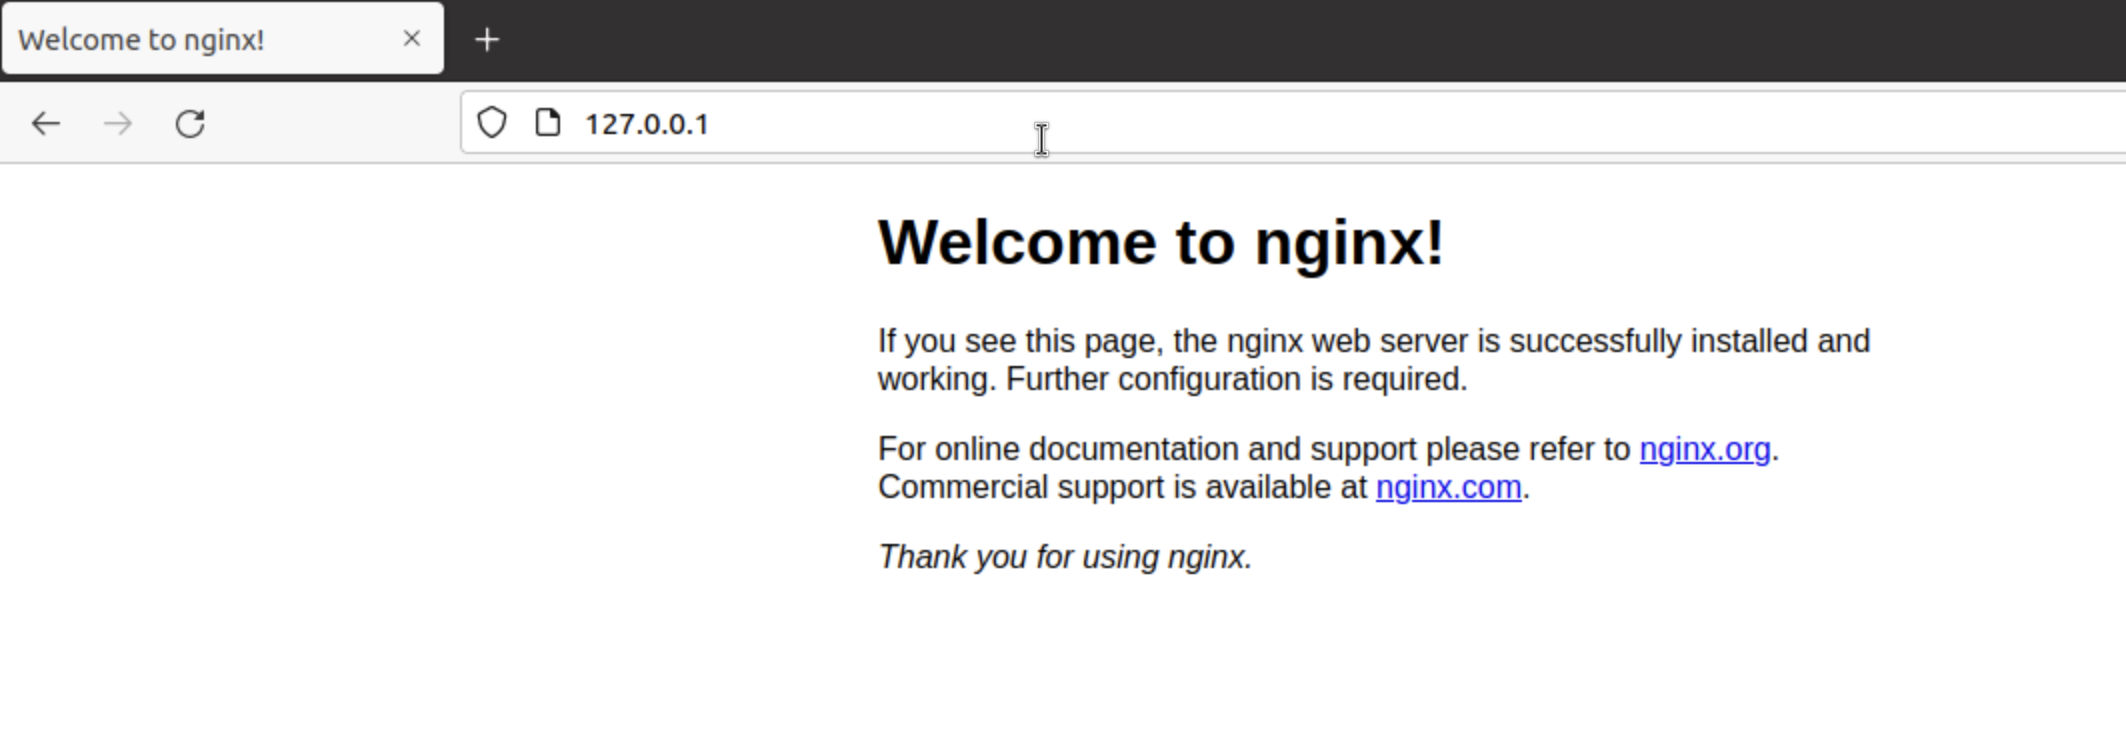 Welcome to nginx!
127.0.0.1
Welcome to nginx!
If you see this page, the nginx web server is successfully installed and
working. Further configuration is required.
For online documentation and support please refer to nginx.org.
Commercial support is available at nginx.com.
Thank you for using nginx.